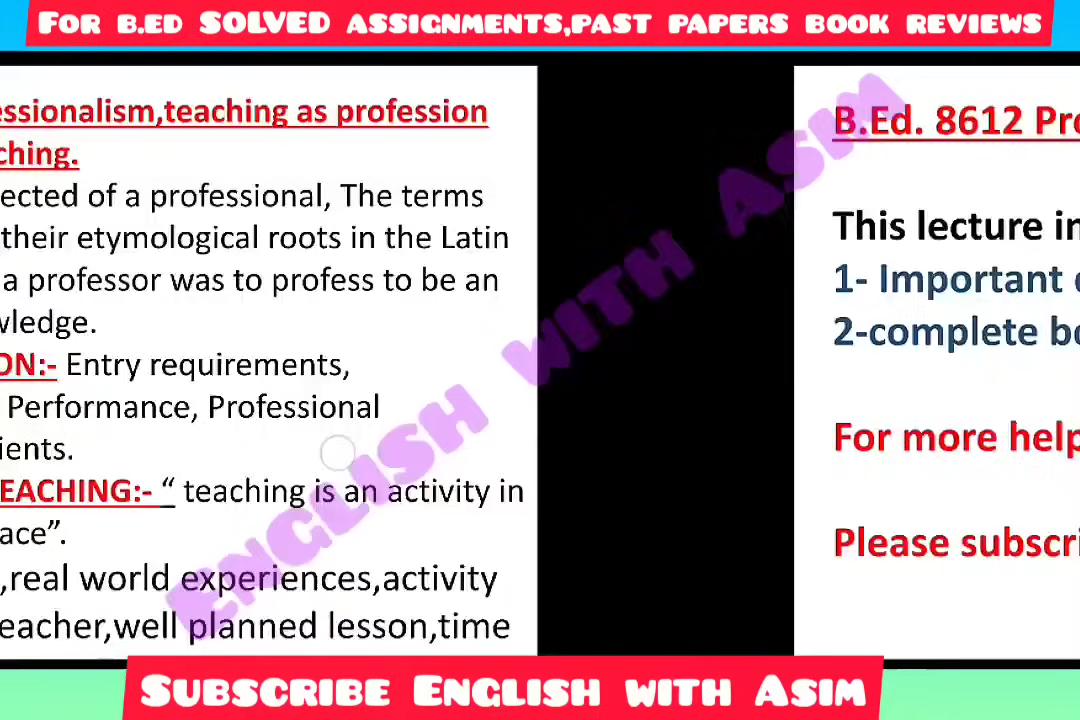 For B.ed SOLVED assignments,past papers book reviews
essionalism,teaching as profession
ching.
ected of a professional, The terms
their etymological roots in the Latin
a professor was to profess to be an
wledge.
ON:- Entry requirements,
Performance, Professional
ients.
EACHING:- “ teaching is an activity in
ace”.
,real world experiences,activity
eacher,well planned lesson,time
B.Ed. 8612 Pro
This lecture in
1- Important
2-complete bo
For more help
Please subscri
English with Asim
Subscribe English with Asim